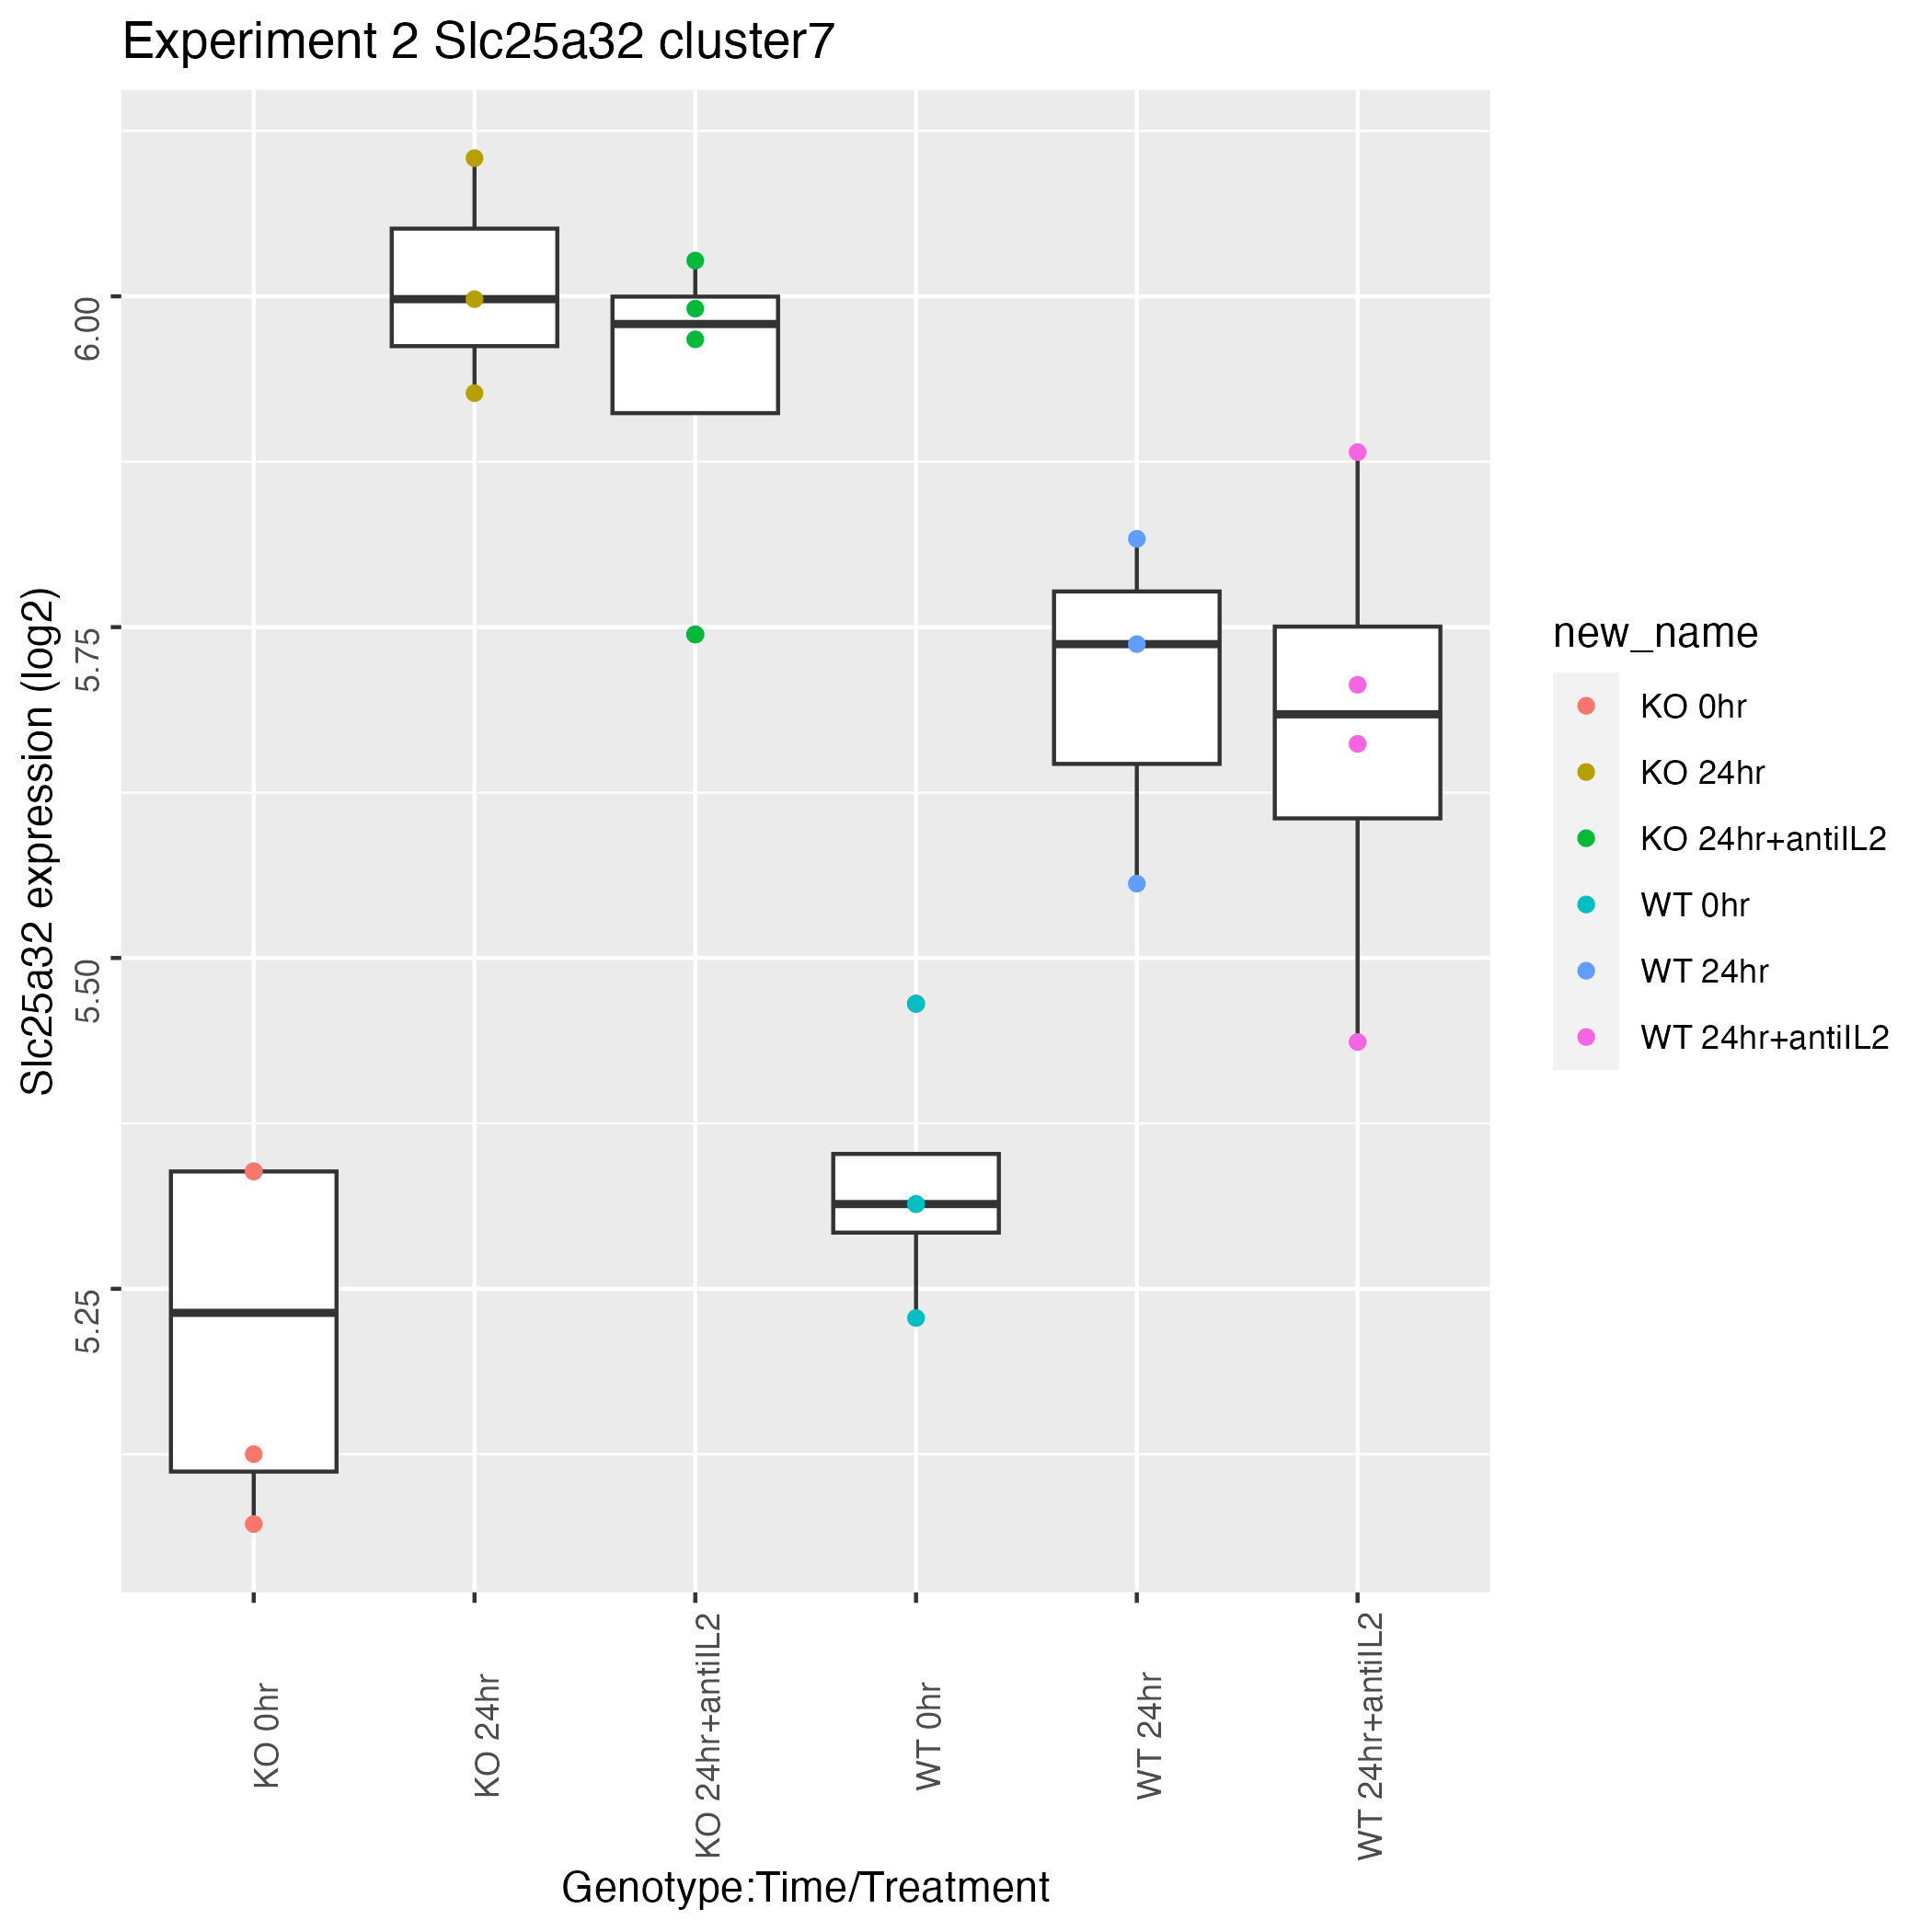 Experiment 2 Slc25a32 cluster7
Slc25a32 expression (log2)
6.00
5.75
5.50
5.25
KO 0hr
KO 24hr
KO 24hr+antiIL2
WT 0hr
WT 24hr
WT 24hr+antiIL2
Genotype:Time/Treatment
new_name
KO 0hr
KO 24hr
KO 24hr+antiIL2
WT 0hr
WT 24hr
WT 24hr+antiIL2